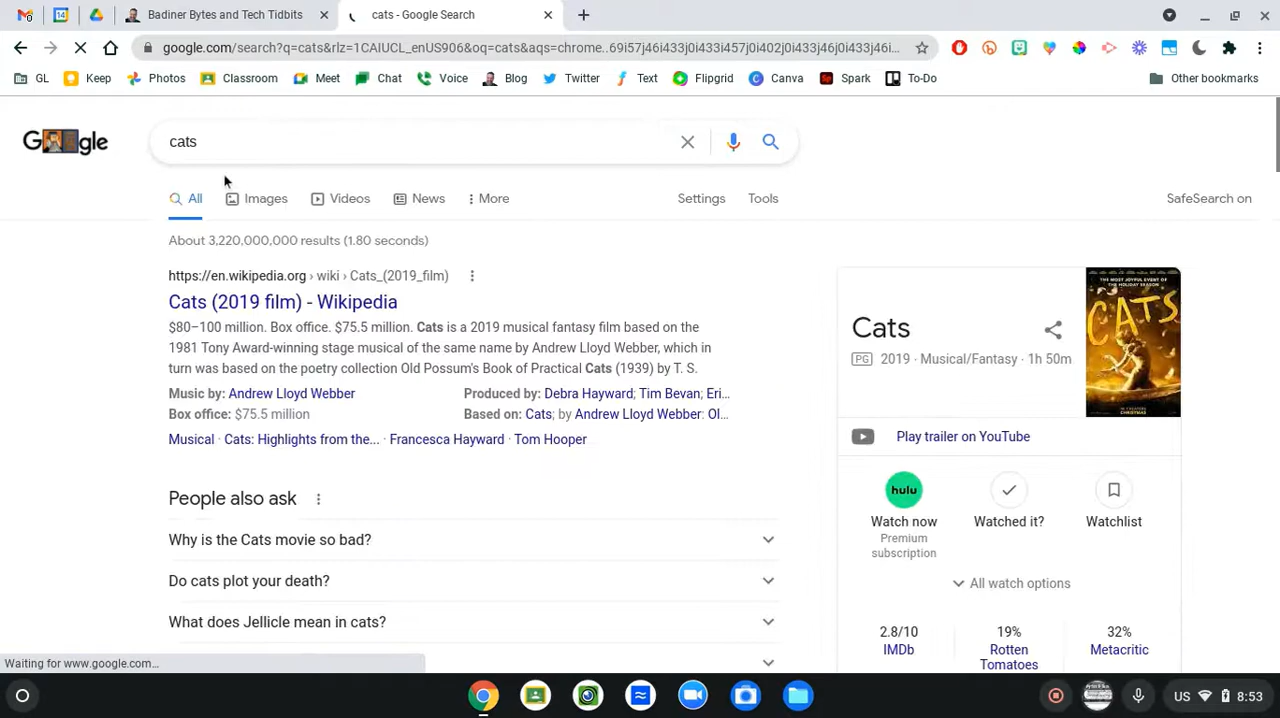 Badiner Bytes and Tech Tidbits
cats - Google Search
google.com/search?q=cats&rlz=1CAIUCL_enUS906&oq=cats&aqs=chrome..69i57j46i433j0i433i457j0i402j0i433j46j0i433j46i...
GL Keep Photos Classroom Meet Chat Voice Blog Twitter Text Flipgrid Canva Spark To-Do Other bookmarks
cats
All Images Videos News More Settings Tools SafeSearch on
About 3,220,000,000 results (1.80 seconds)
https://en.wikipedia.org › wiki › Cats_(2019_film)
Cats (2019 film) - Wikipedia
$80–100 million. Box office. $75.5 million. Cats is a 2019 musical fantasy film based on the
1981 Tony Award-winning stage musical of the same name by Andrew Lloyd Webber, which in
turn was based on the poetry collection Old Possum's Book of Practical Cats (1939) by T. S.
Music by: Andrew Lloyd Webber
Produced by: Debra Hayward; Tim Bevan; Eri...
Box office: $75.5 million
Based on: Cats; by Andrew Lloyd Webber: Ol...
Musical · Cats: Highlights from the... · Francesca Hayward · Tom Hooper
People also ask
Why is the Cats movie so bad?
Do cats plot your death?
What does Jellicle mean in cats?
CATS
Cats
PG 2019 · Musical/Fantasy · 1h 50m
Play trailer on YouTube
hulu
Watch now
Premium
subscription
Watched it?
Watchlist
All watch options
2.8/10
IMDb
19%
Rotten
Tomatoes
32%
Metacritic
Waiting for www.google.com...
US 8:53